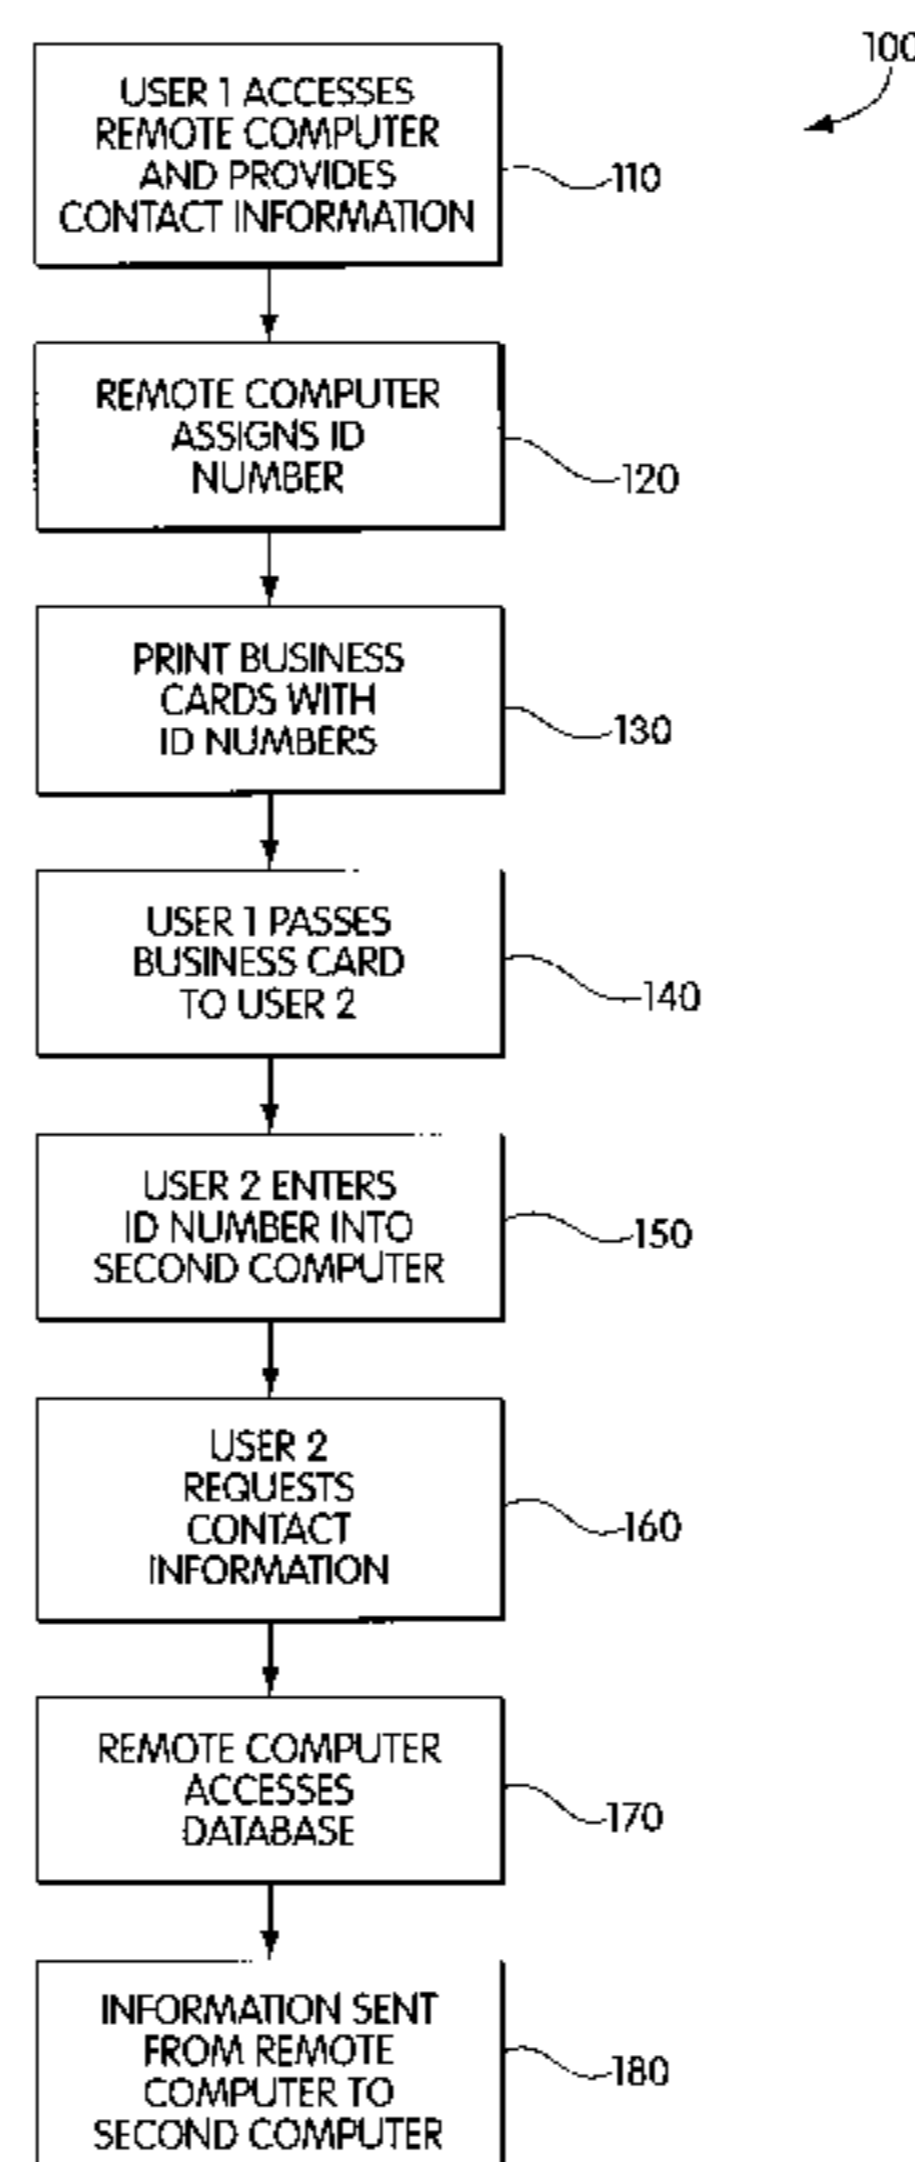 100
USER 1 ACCESSES
REMOTE COMPUTER
AND PROVIDES
CONTACT INFORMATION
110
REMOTE COMPUTER
ASSIGNS ID
NUMBER
120
PRINT BUSINESS
CARDS WITH
ID NUMBERS
130
USER 1 PASSES
BUSINESS CARD
TO USER 2
140
USER 2 ENTERS
ID NUMBER INTO
SECOND COMPUTER
150
USER 2
REQUESTS
CONTACT
INFORMATION
160
REMOTE COMPUTER
ACCESSES
DATABASE
170
INFORMATION SENT
FROM REMOTE
COMPUTER TO
SECOND COMPUTER
180